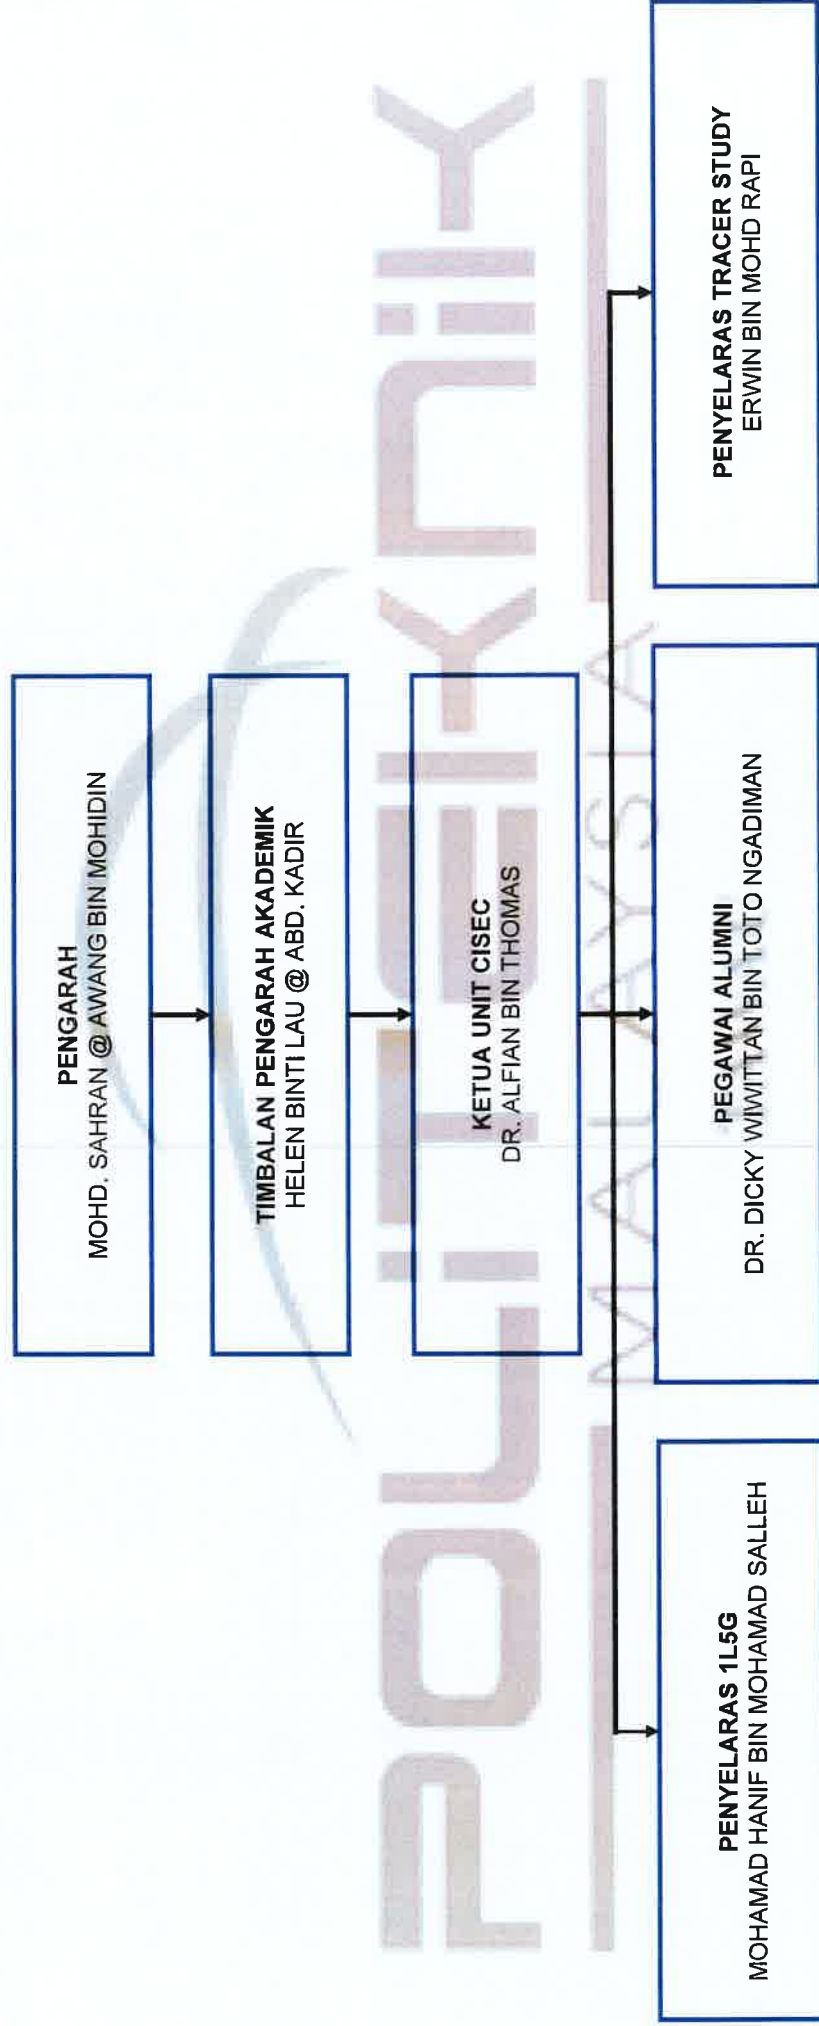 PENGARAH
MOHD. SAHRAN @ AWANG BIN MOHIDIN
TIMBALAN PENGARAH AKADEMIK
HELEN BINTI LAU @ ABD. KADIR
KETUA UNIT CISEC
DR. ALFIAN BIN THOMAS
PENYELARAS 1L5G
MOHAMAD HANIF BIN MOHAMAD SALLEH
PEGAWAI ALUMNI
DR. DICKY WIWITTAN BIN TOTO NGADIMAN
PENYELARAS TRACER STUDY
ERWIN BIN MOHD RAPI
POLITEKNIK
MALAYSIA